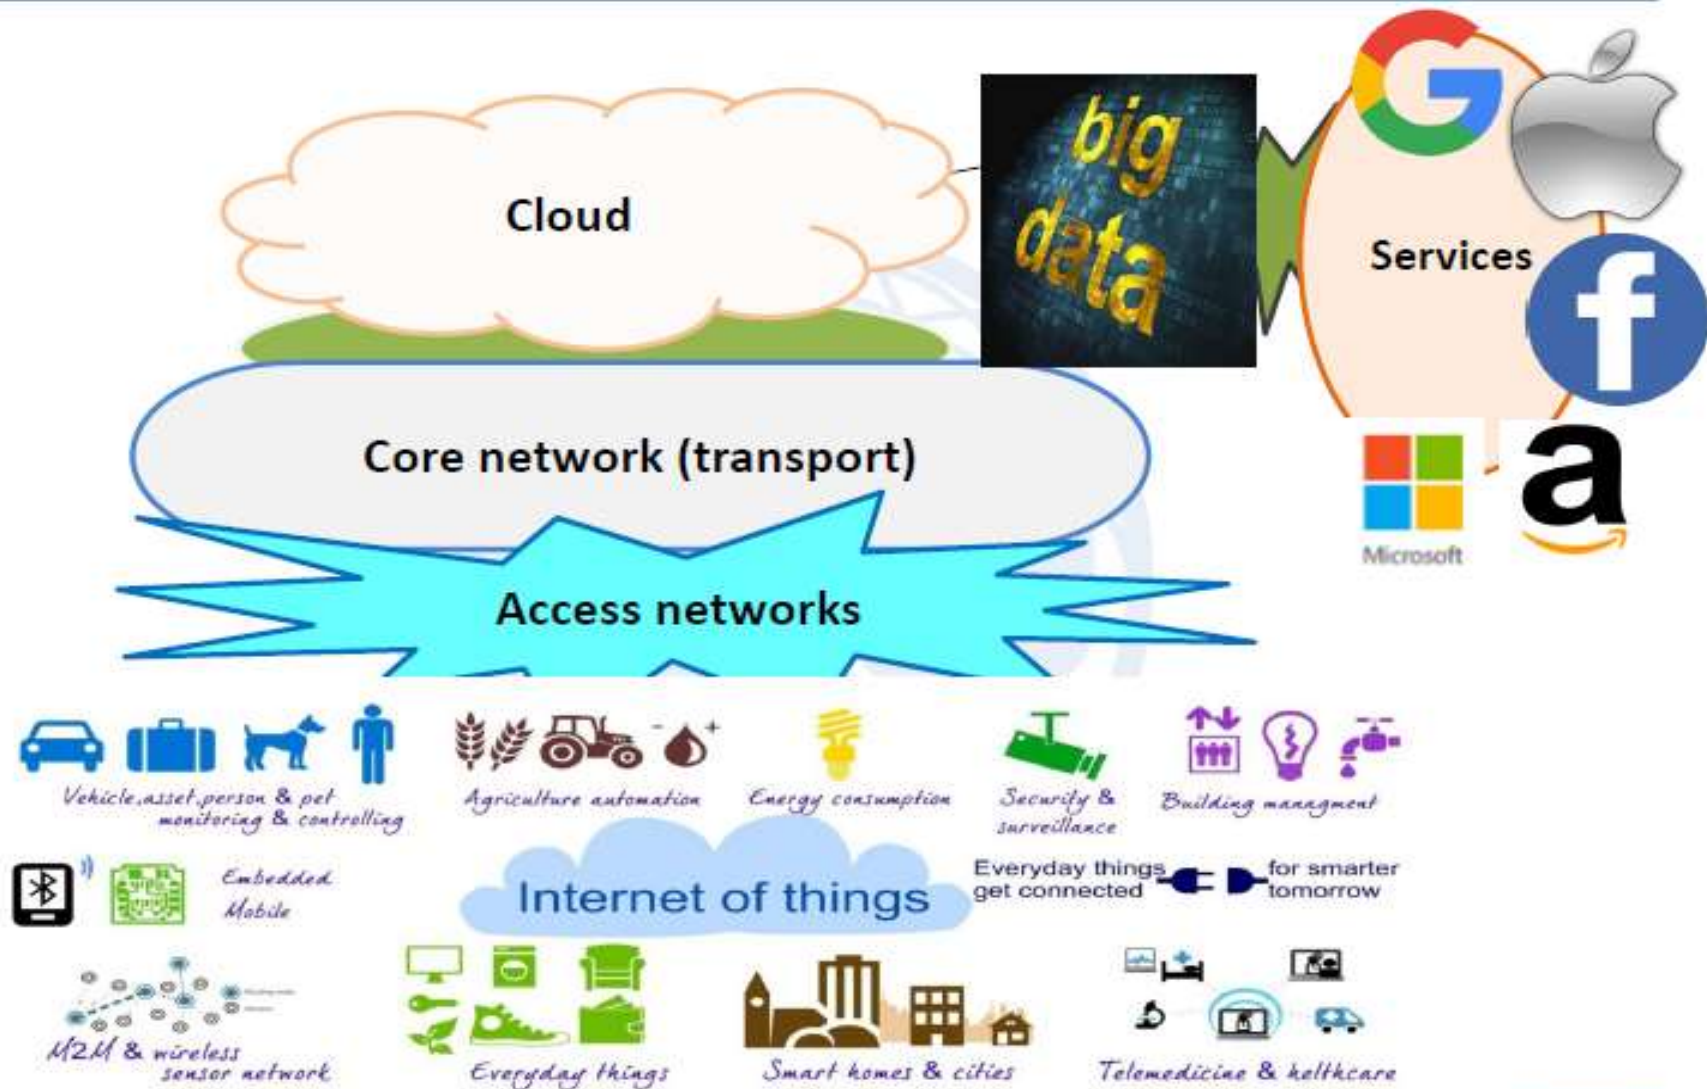 big
data
Cloud
Services
Core network (transport)
Microsoft
Access networks
Vehicle,asset,person & pet
monitoring & controlling
Agriculture automation
Energy consumption
Security &
surveillance
Building managment
Embedded
Mobile
Internet of things
Everyday things
get connected
for smarter
tomorrow
M2M & wireless
sensor network
Everyday things
Smart homes & cities
Telemedicine & helthcare